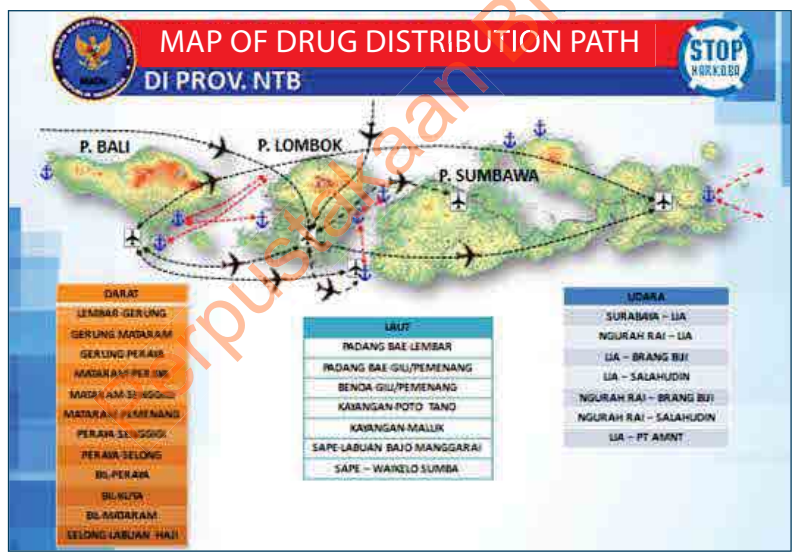 MAP OF DRUG DISTRIBUTION PATH
DI PROV. NTB
STOP
NARKOBA
P. BALI
P. LOMBOK
P. SUMBAWA
DARAT
LEMBAR-GERUNG
GERUNG MATARAM
GERUNG-PERAYA
MATARAM-PERAYA
MATARAM-SENGGIGI
MATARAM-PEMENANG
PERAYA-SENGGIGI
PERAYA-SELONG
BIL-PERAYA
BIL-KUTA
BIL-MATARAM
SELONG-LABUAN HAJI
LAUT
PADANG BAE-LEMBAR
PADANG BAE-GILI/PEMENANG
BENOA-GILI/PEMENANG
KAYANGAN-POTO TANO
KAYANGAN-MALUK
SAPE-LABUAN BAJO MANGGARAI
SAPE – WAIKELO SUMBA
UDARA
SURABAYA – LIA
NGURAH RAI – LIA
LIA – BRANG BIJI
LIA – SALAHUDIN
NGURAH RAI – BRANG BIJI
NGURAH RAI – SALAHUDIN
LIA – PT AMNT